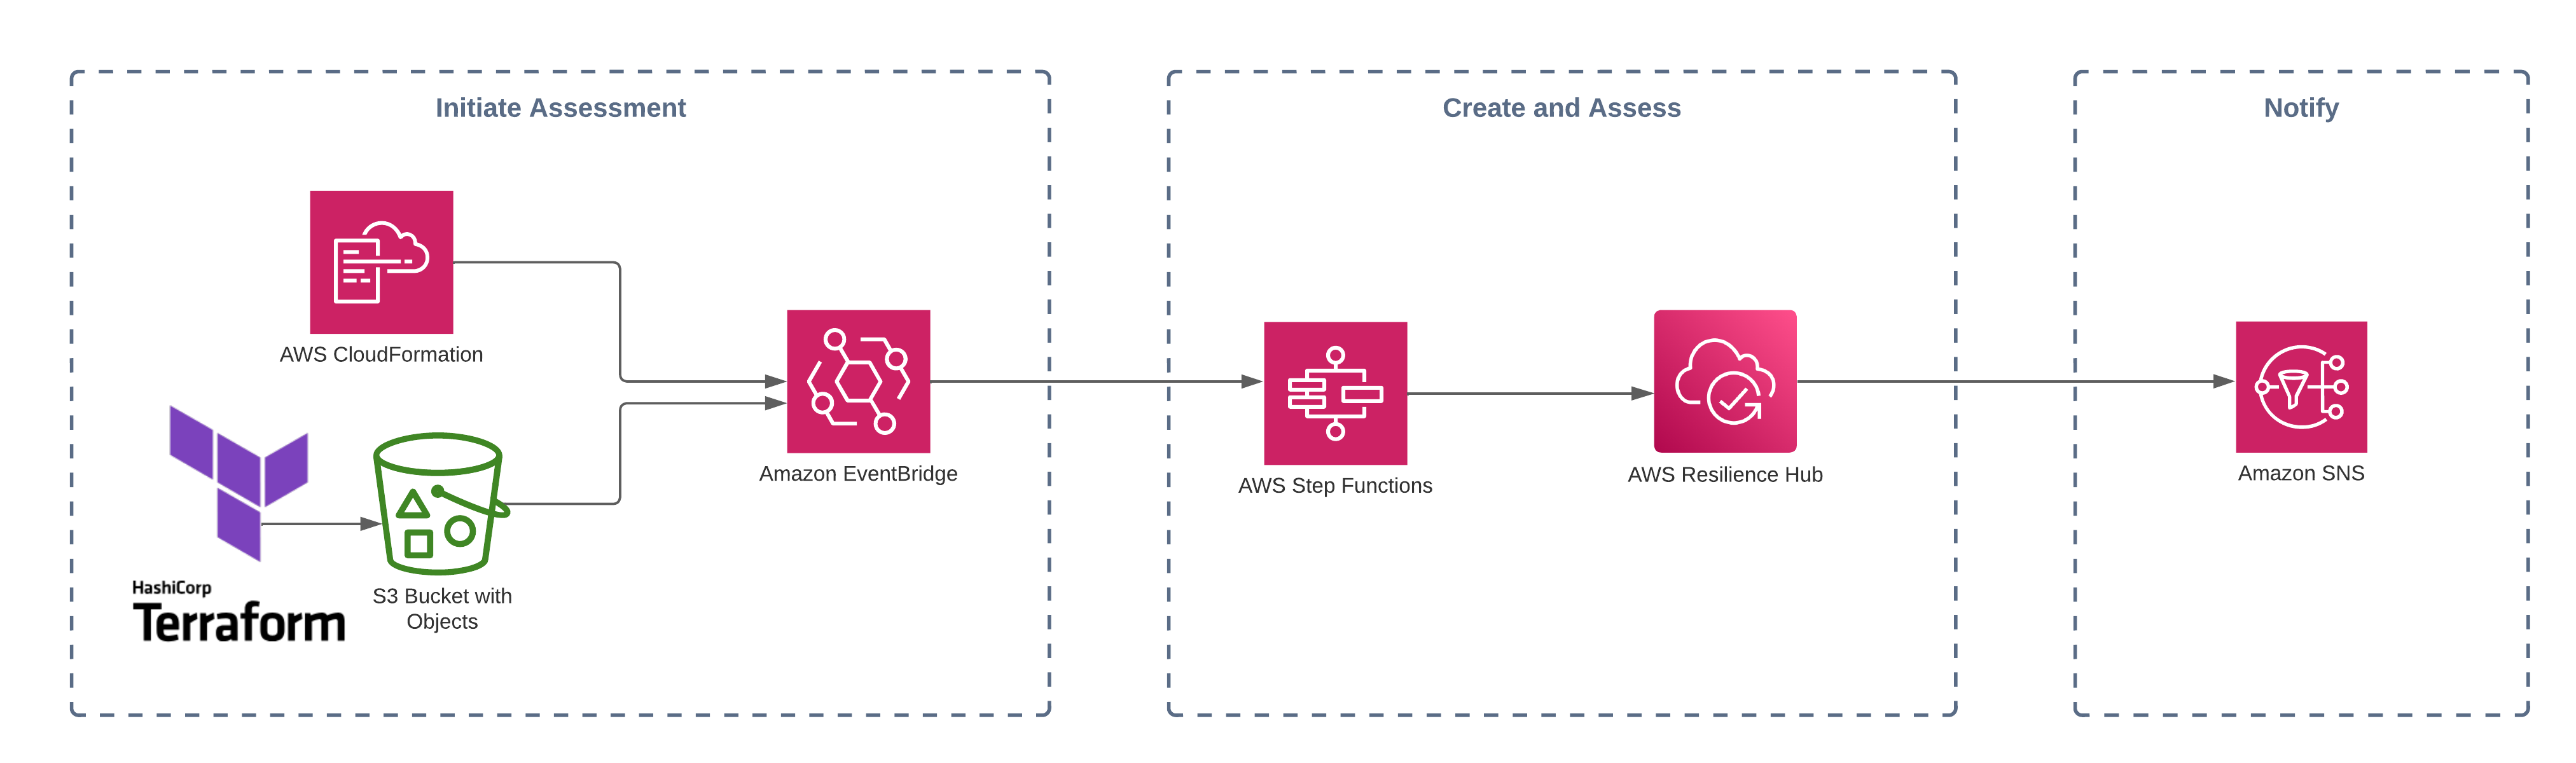 Initiate Assessment
Create and Assess
Notify
AWS CloudFormation
Amazon EventBridge
AWS Step Functions
AWS Resilience Hub
Amazon SNS
HashiCorp
Terraform
S3 Bucket with
Objects